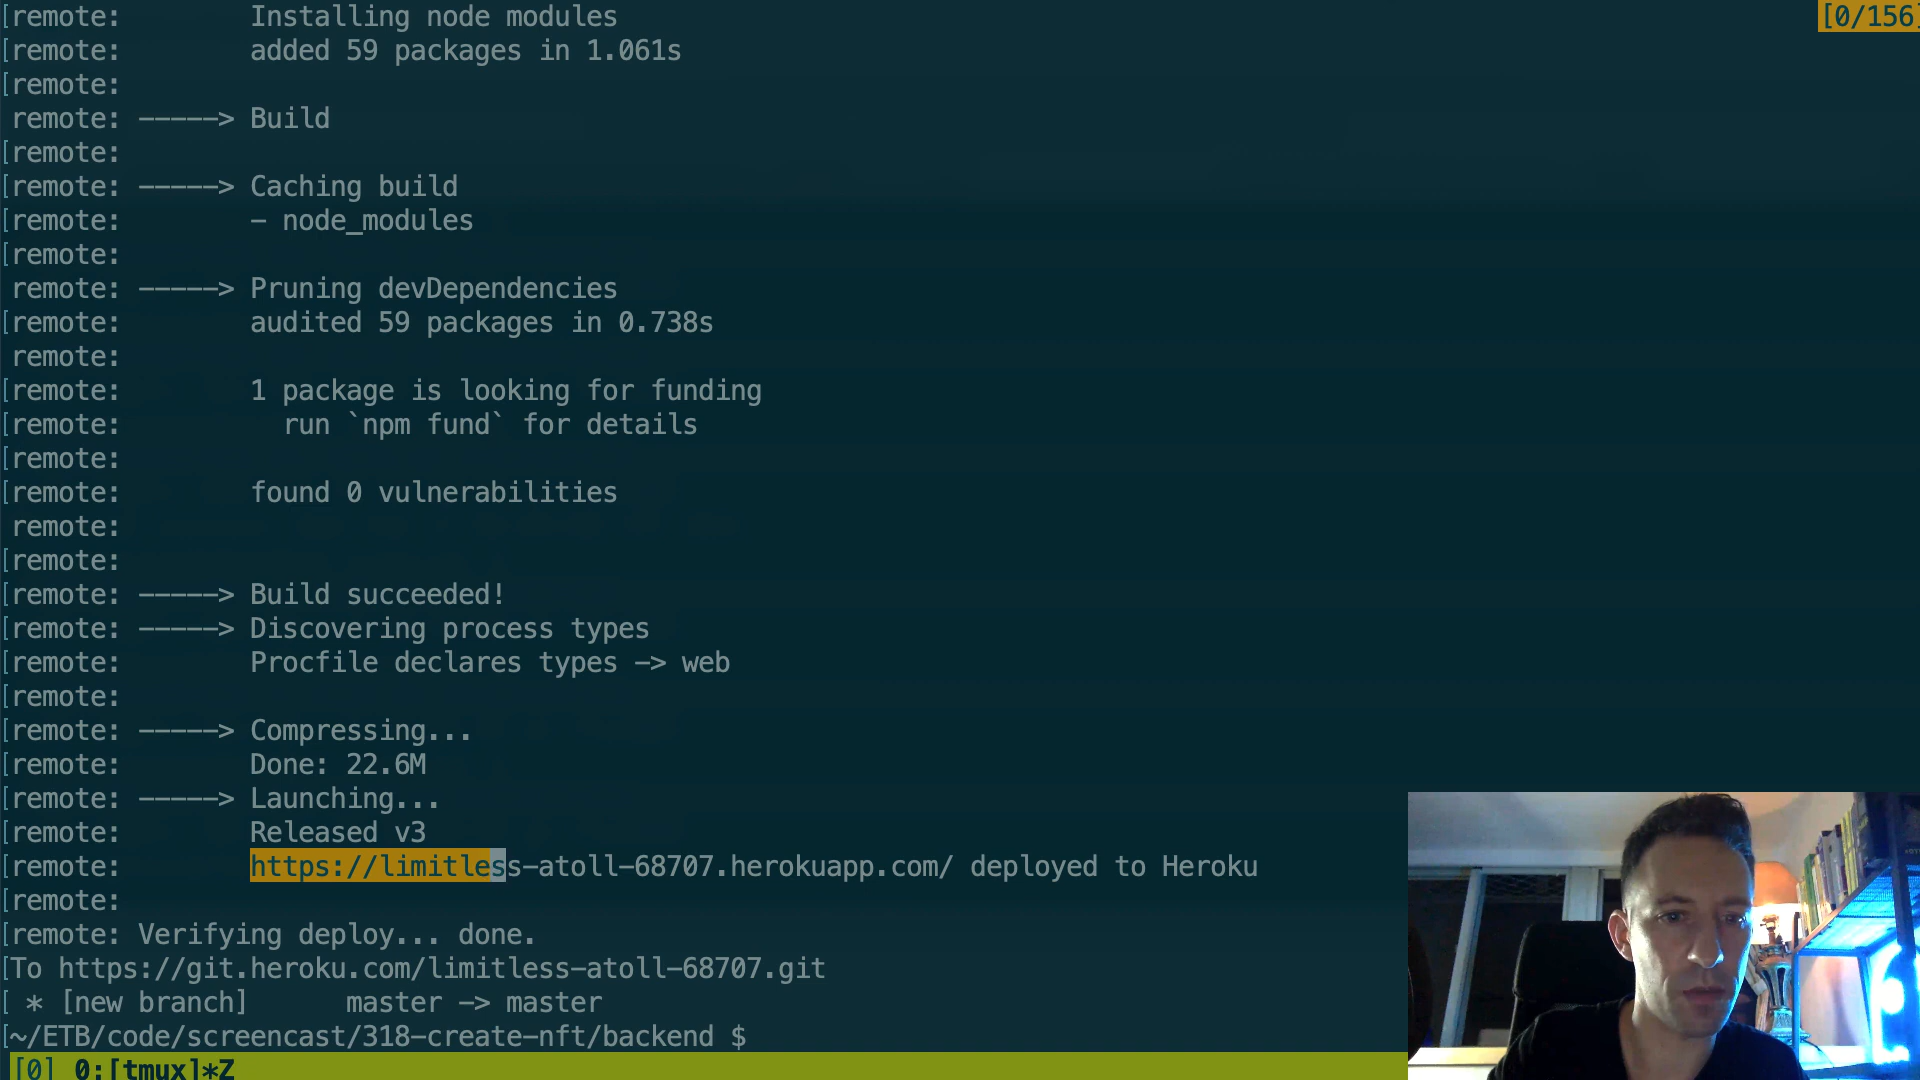 [remote:        Installing node modules
[0/156]
[remote:        added 59 packages in 1.061s
[remote:
remote: -----> Build
[remote:
[remote: -----> Caching build
[remote:        - node_modules
[remote:
remote: -----> Pruning devDependencies
[remote:        audited 59 packages in 0.738s
remote:
[remote:        1 package is looking for funding
[remote:          run `npm fund` for details
[remote:
[remote:        found 0 vulnerabilities
remote:
[remote:
[remote: -----> Build succeeded!
[remote: -----> Discovering process types
[remote:        Procfile declares types -> web
[remote:
[remote: -----> Compressing...
[remote:        Done: 22.6M
[remote: -----> Launching...
[remote:        Released v3
[remote:        https://limitless-atoll-68707.herokuapp.com/ deployed to Heroku
[remote:
[remote: Verifying deploy... done.
[To https://git.heroku.com/limitless-atoll-68707.git
[ * [new branch]      master -> master
[~/ETB/code/screencast/318-create-nft/backend $
[0] 0:[tmux]*Z